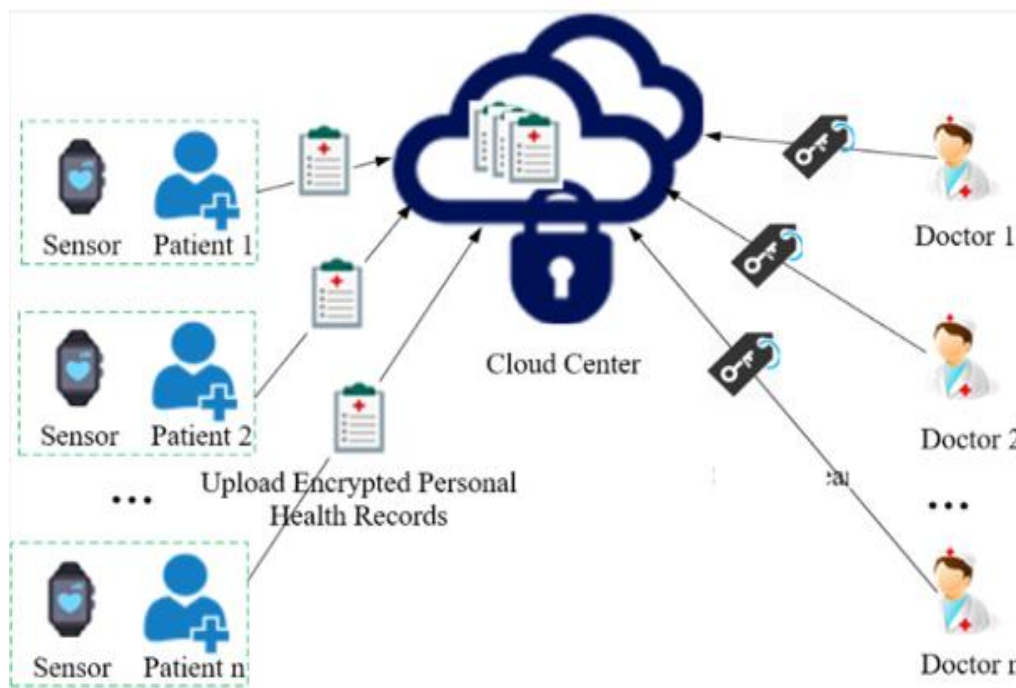 Sensor Patient 1
Doctor 1
Sensor Patient 2
Cloud Center
Doctor 2
Upload Encrypted Personal
Health Records
...
...
Sensor Patient n
Doctor n